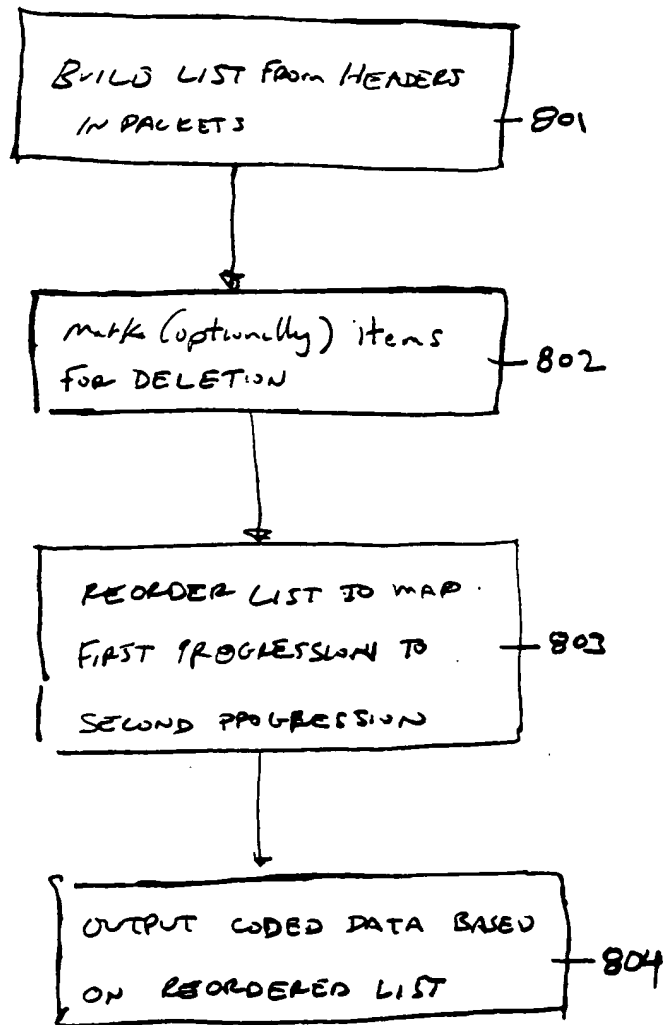 BUILD LIST FROM HEADERS
IN PACKETS
801
mark (optionally) items
FOR DELETION
802
REORDER LIST TO MAP
FIRST PROGRESSION TO
SECOND PROGRESSION
803
OUTPUT CODED DATA BASED
ON REORDERED LIST
804